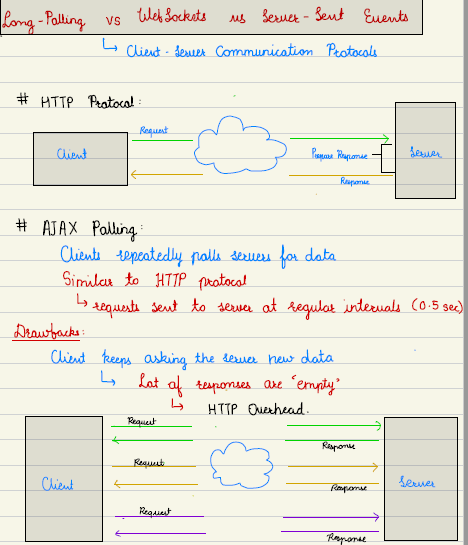 Long-Polling vs WebSockets vs Server-Sent Events
↳ Client-Server Communication Protocols
# HTTP Protocol:
Request
Client
Prepare Response
Server
Response
# AJAX Polling:
Clients repeatedly polls servers for data
Similar to HTTP protocol
↳ requests sent to server at regular intervals (0.5 sec)
Drawbacks:
Client keeps asking the server new data
↳ Lot of responses are "empty"
↳ HTTP Overhead.
Request
Response
Request
Client
Server
Response
Request
Response